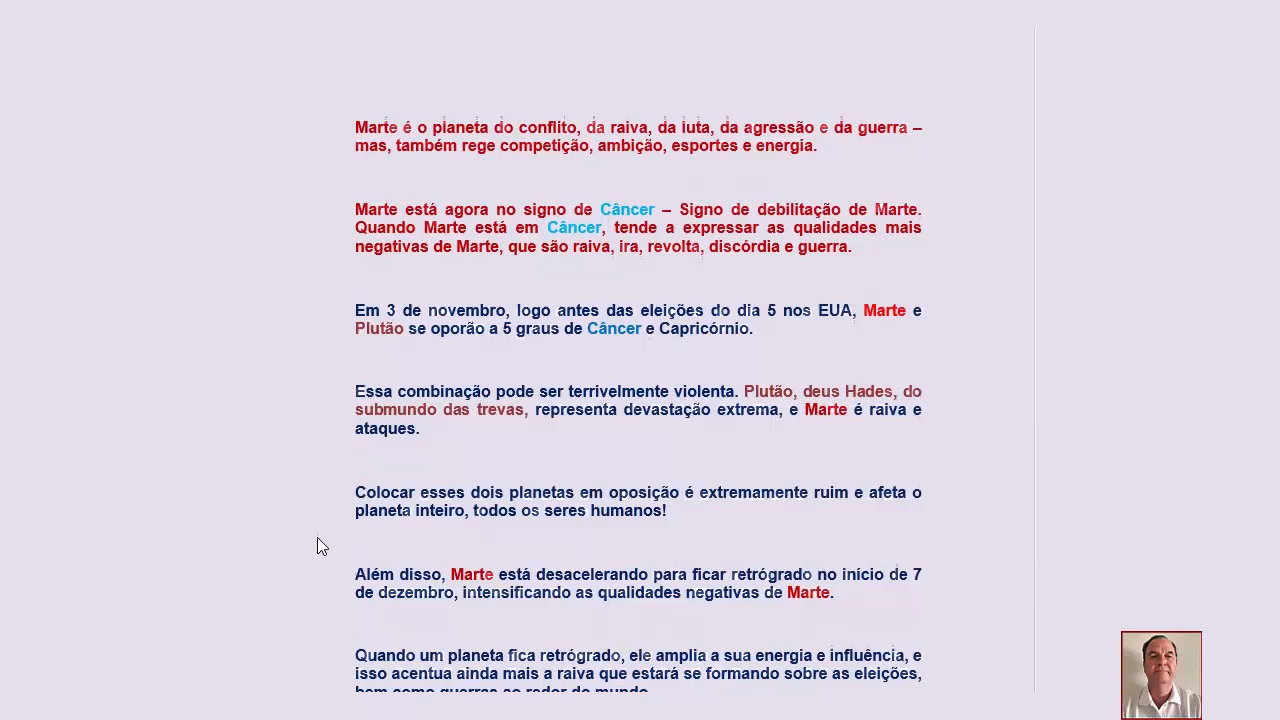 Marte é o planeta do conflito, da raiva, da luta, da agressão e da guerra –
mas, também rege competição, ambição, esportes e energia.
Marte está agora no signo de Câncer – Signo de debilitação de Marte.
Quando Marte está em Câncer, tende a expressar as qualidades mais
negativas de Marte, que são raiva, ira, revolta, discórdia e guerra.
Em 3 de novembro, logo antes das eleições do dia 5 nos EUA, Marte e
Plutão se oporão a 5 graus de Câncer e Capricórnio.
Essa combinação pode ser terrivelmente violenta. Plutão, deus Hades, do
submundo das trevas, representa devastação extrema, e Marte é raiva e
ataques.
Colocar esses dois planetas em oposição é extremamente ruim e afeta o
planeta inteiro, todos os seres humanos!
Além disso, Marte está desacelerando para ficar retrógrado no início de 7
de dezembro, intensificando as qualidades negativas de Marte.
Quando um planeta fica retrógrado, ele amplia a sua energia e influência, e
isso acentua ainda mais a raiva que estará se formando sobre as eleições,
bem como guerras ao redor do mundo.